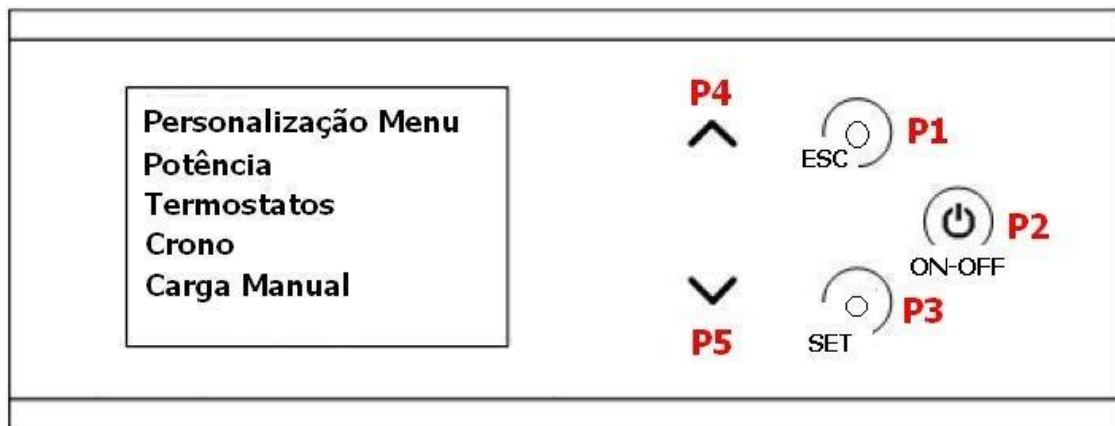 Personalização Menu
Potência
Termostatos
Crono
Carga Manual
P4
ESC
P1
P2
ON-OFF
P3
SET
P5